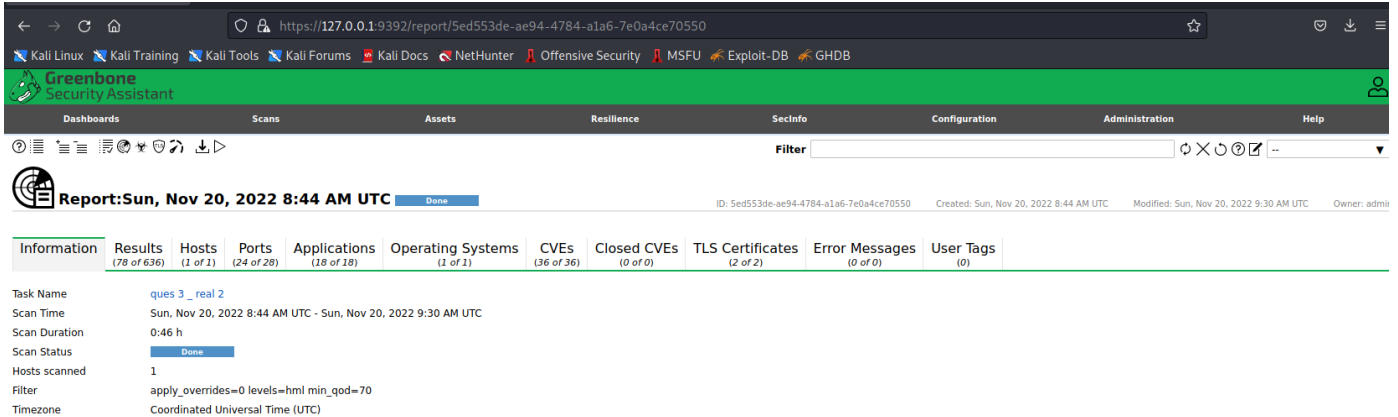 https://127.0.0.1:9392/report/5ed553de-ae94-4784-a1a6-7e0a4ce70550
Kali Linux Kali Training Kali Tools Kali Forums Kali Docs NetHunter Offensive Security MSFU Exploit-DB GHDB
Greenbone
Security Assistant
Dashboards Scans Assets Resilience SecInfo Configuration Administration Help
Filter --
Report:Sun, Nov 20, 2022 8:44 AM UTC Done ID: 5ed553de-ae94-4784-a1a6-7e0a4ce70550 Created: Sun, Nov 20, 2022 8:44 AM UTC Modified: Sun, Nov 20, 2022 9:30 AM UTC Owner: admin
Information Results Hosts Ports Applications Operating Systems CVEs Closed CVEs TLS Certificates Error Messages User Tags
(78 of 636) (1 of 1) (24 of 28) (18 of 18) (1 of 1) (36 of 36) (0 of 0) (2 of 2) (0 of 0) (0)
Task Name ques 3 _ real 2
Scan Time Sun, Nov 20, 2022 8:44 AM UTC - Sun, Nov 20, 2022 9:30 AM UTC
Scan Duration 0:46 h
Scan Status Done
Hosts scanned 1
Filter apply_overrides=0 levels=hml min_qod=70
Timezone Coordinated Universal Time (UTC)